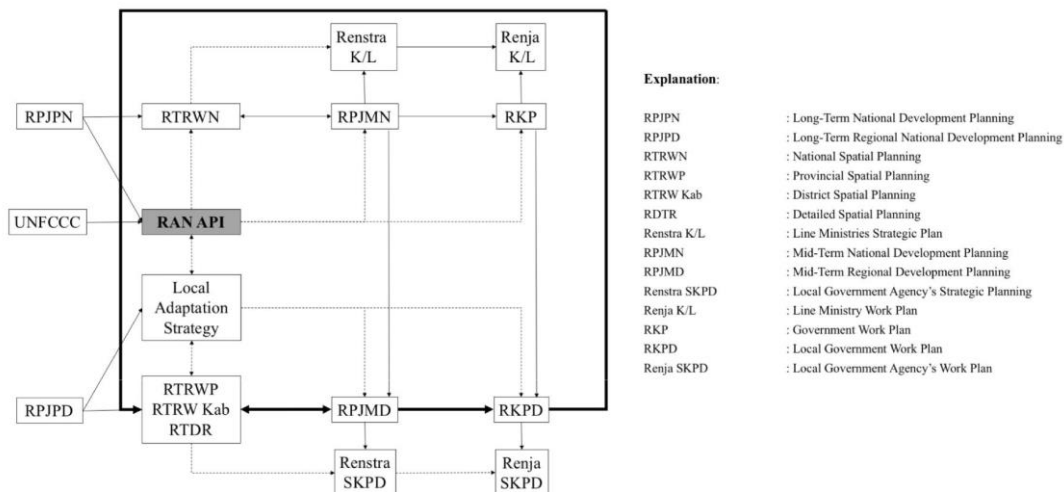 Renstra
K/L
Renja
K/L
RPJPN
RTRWN
RPJMN
RKP
UNFCCC
RAN API
Local
Adaptation
Strategy
RPJPD
RTRWP
RTRW Kab
RTDR
RPJMD
RKPD
Renstra
SKPD
Renja
SKPD
Explanation:
RPJPN : Long-Term National Development Planning
RPJPD : Long-Term Regional National Development Planning
RTRWN : National Spatial Planning
RTRWP : Provincial Spatial Planning
RTRW Kab : District Spatial Planning
RDTR : Detailed Spatial Planning
Renstra K/L : Line Ministries Strategic Plan
RPJMN : Mid-Term National Development Planning
RPJMD : Mid-Term Regional Development Planning
Renstra SKPD : Local Government Agency's Strategic Planning
Renja K/L : Line Ministry Work Plan
RKP : Government Work Plan
RKPD : Local Government Work Plan
Renja SKPD : Local Government Agency's Work Plan